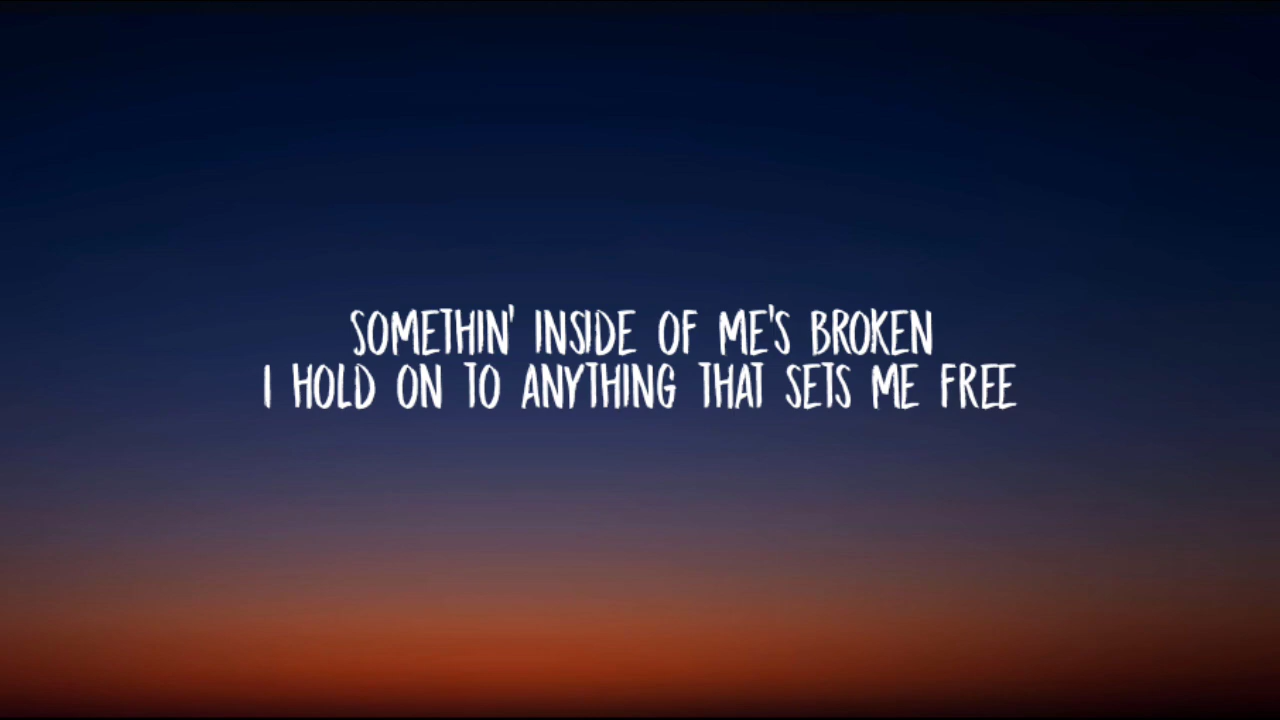 SOMETHIN' INSIDE OF ME'S BROKEN
I HOLD ON TO ANYTHING THAT SETS ME FREE